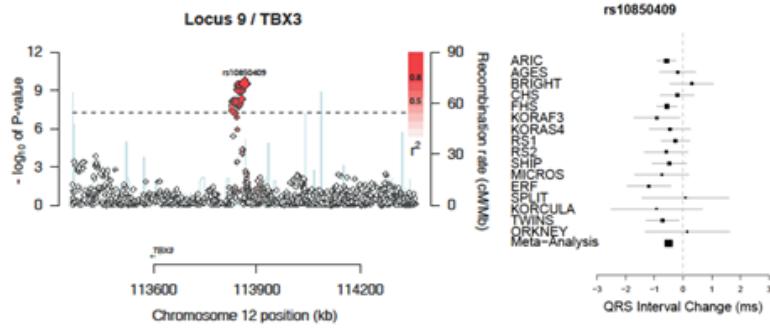 Locus 9 / TBX3
rs10850409
12
9
6
3
0
- log10 of P-value
rs10850409
0.8
0.5
r2
90
60
30
0
Recombination rate (cM/Mb)
TBX3
113600
113900
114200
Chromosome 12 position (kb)
ARIC
AGES
BRIGHT
CHS
FHS
KORAF3
KORAS4
RS1
RS2
SHIP
MICROS
ERF
SPLIT
KORCULA
TWINS
ORKNEY
Meta-Analysis
-3
-2
-1
0
1
2
3
QRS Interval Change (ms)